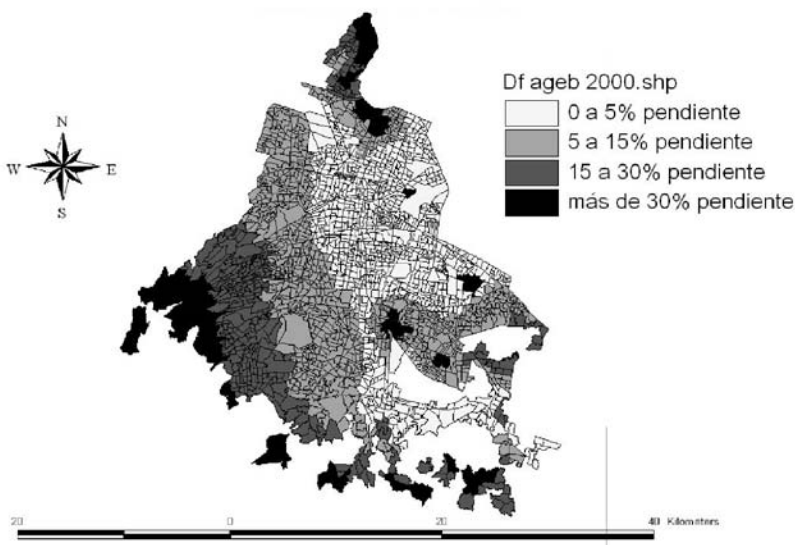 N
W E
S
Df ageb 2000.shp
0 a 5% pendiente
5 a 15% pendiente
15 a 30% pendiente
más de 30% pendiente
20 0 20 40 Kilometers